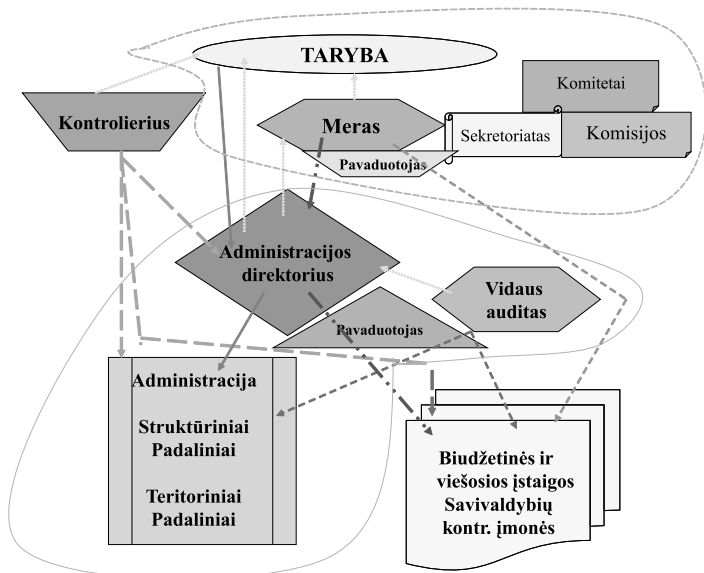 TARYBA
Komitetai
Kontrolierius
Meras
Sekretoriatas
Komisijos
Pavaduotojas
Administracijos
direktorius
Vidaus
auditas
Pavaduotojas
Administracija
Struktūriniai
Padaliniai
Teritoriniai
Padaliniai
Biudžetinės ir
viešosios įstaigos
Savivaldybių
kontr. įmonės